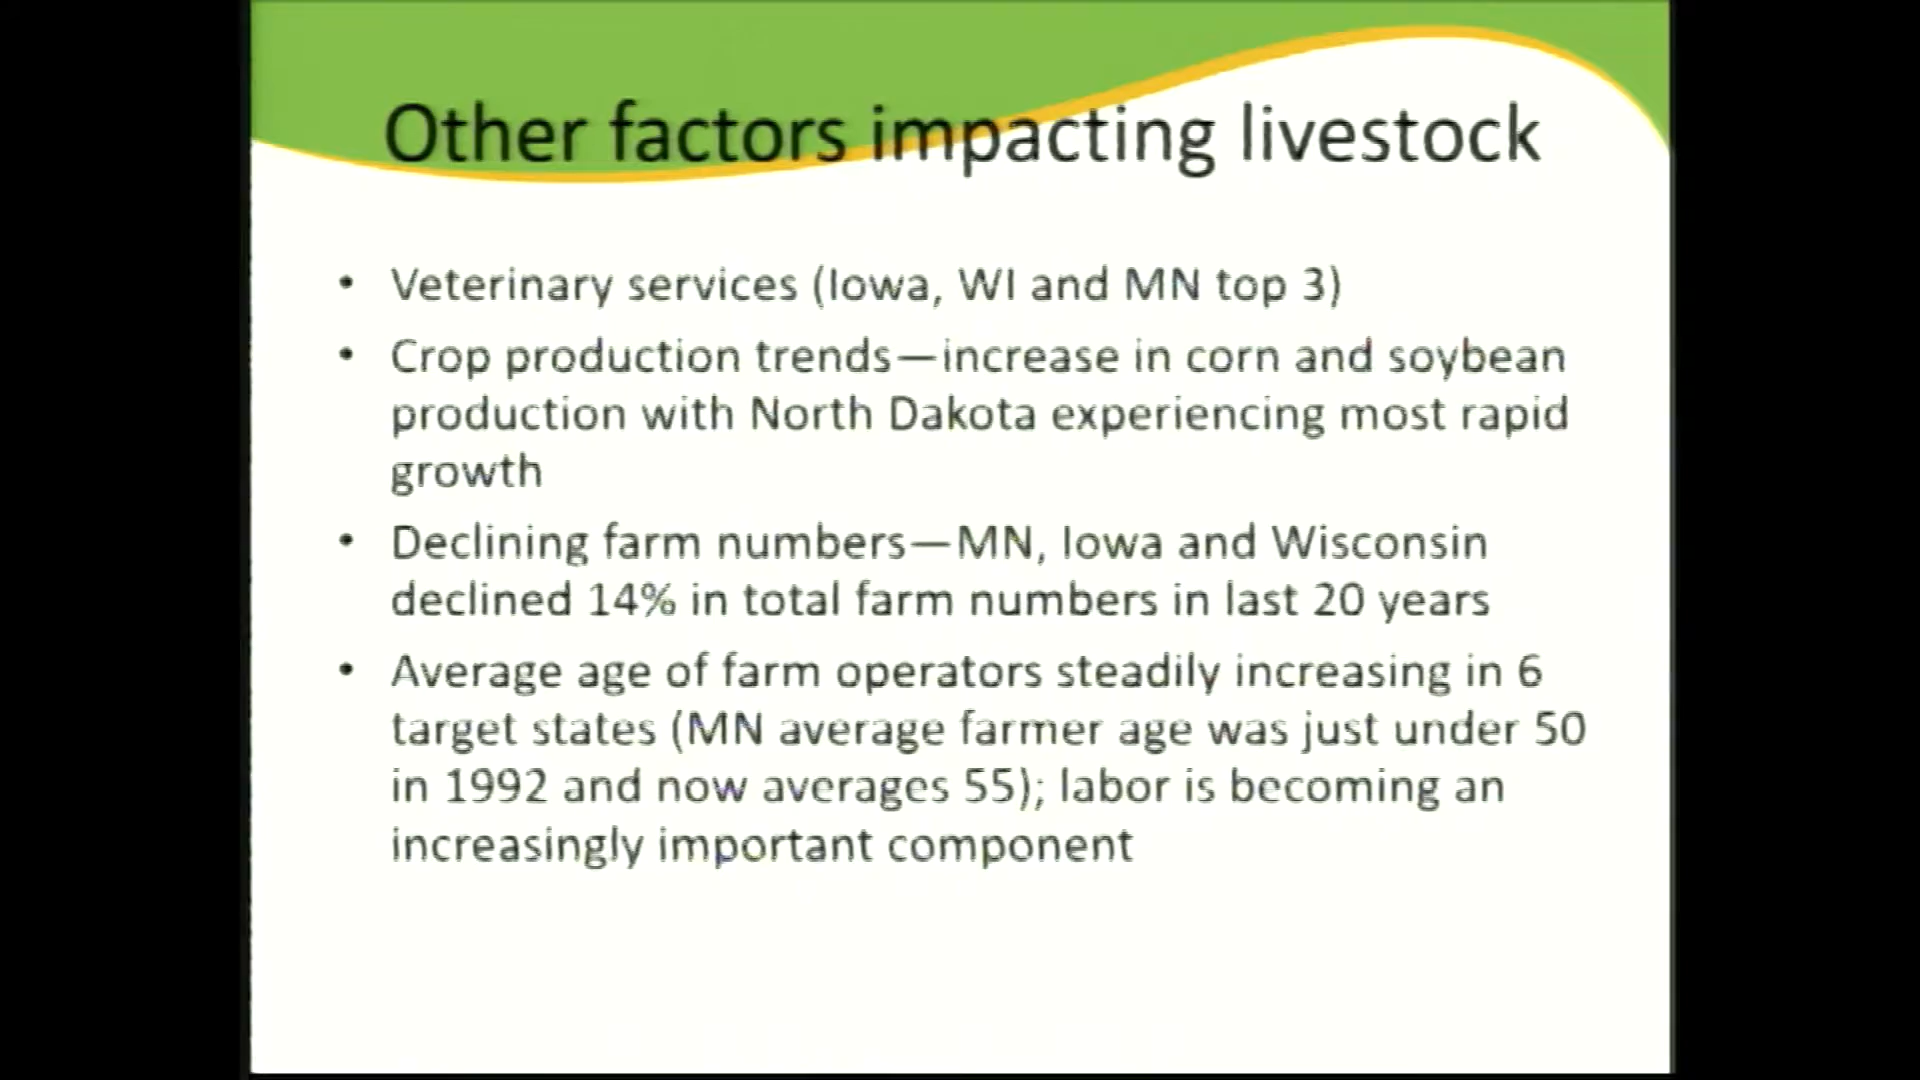 Other factors impacting livestock
• Veterinary services (Iowa, WI and MN top 3)
• Crop production trends—increase in corn and soybean
production with North Dakota experiencing most rapid
growth
• Declining farm numbers—MN, Iowa and Wisconsin
declined 14% in total farm numbers in last 20 years
• Average age of farm operators steadily increasing in 6
target states (MN average farmer age was just under 50
in 1992 and now averages 55); labor is becoming an
increasingly important component